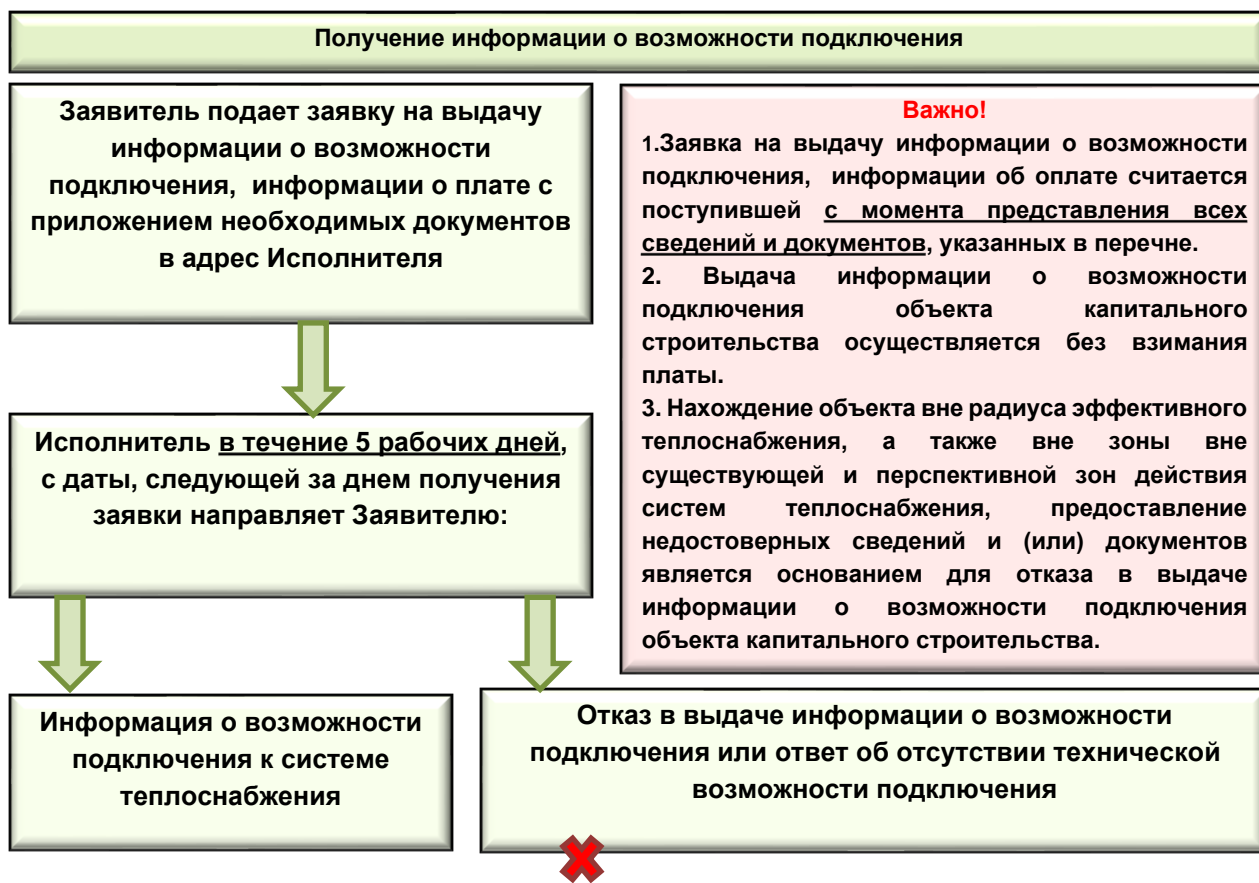 Получение информации о возможности подключения
Заявитель подает заявку на выдачу
информации о возможности
подключения, информации о плате с
приложением необходимых документов
в адрес Исполнителя
Важно!
1.Заявка на выдачу информации о возможности
подключения, информации об оплате считается
поступившей с момента представления всех
сведений и документов, указанных в перечне.
2. Выдача информации о возможности
подключения объекта капитального
строительства осуществляется без взимания
платы.
3. Нахождение объекта вне радиуса эффективного
теплоснабжения, а также вне зоны вне
существующей и перспективной зон действия
систем теплоснабжения, предоставление
недостоверных сведений и (или) документов
является основанием для отказа в выдаче
информации о возможности подключения
объекта капитального строительства.
Исполнитель в течение 5 рабочих дней,
с даты, следующей за днем получения
заявки направляет Заявителю:
Информация о возможности
подключения к системе
теплоснабжения
Отказ в выдаче информации о возможности
подключения или ответ об отсутствии технической
возможности подключения